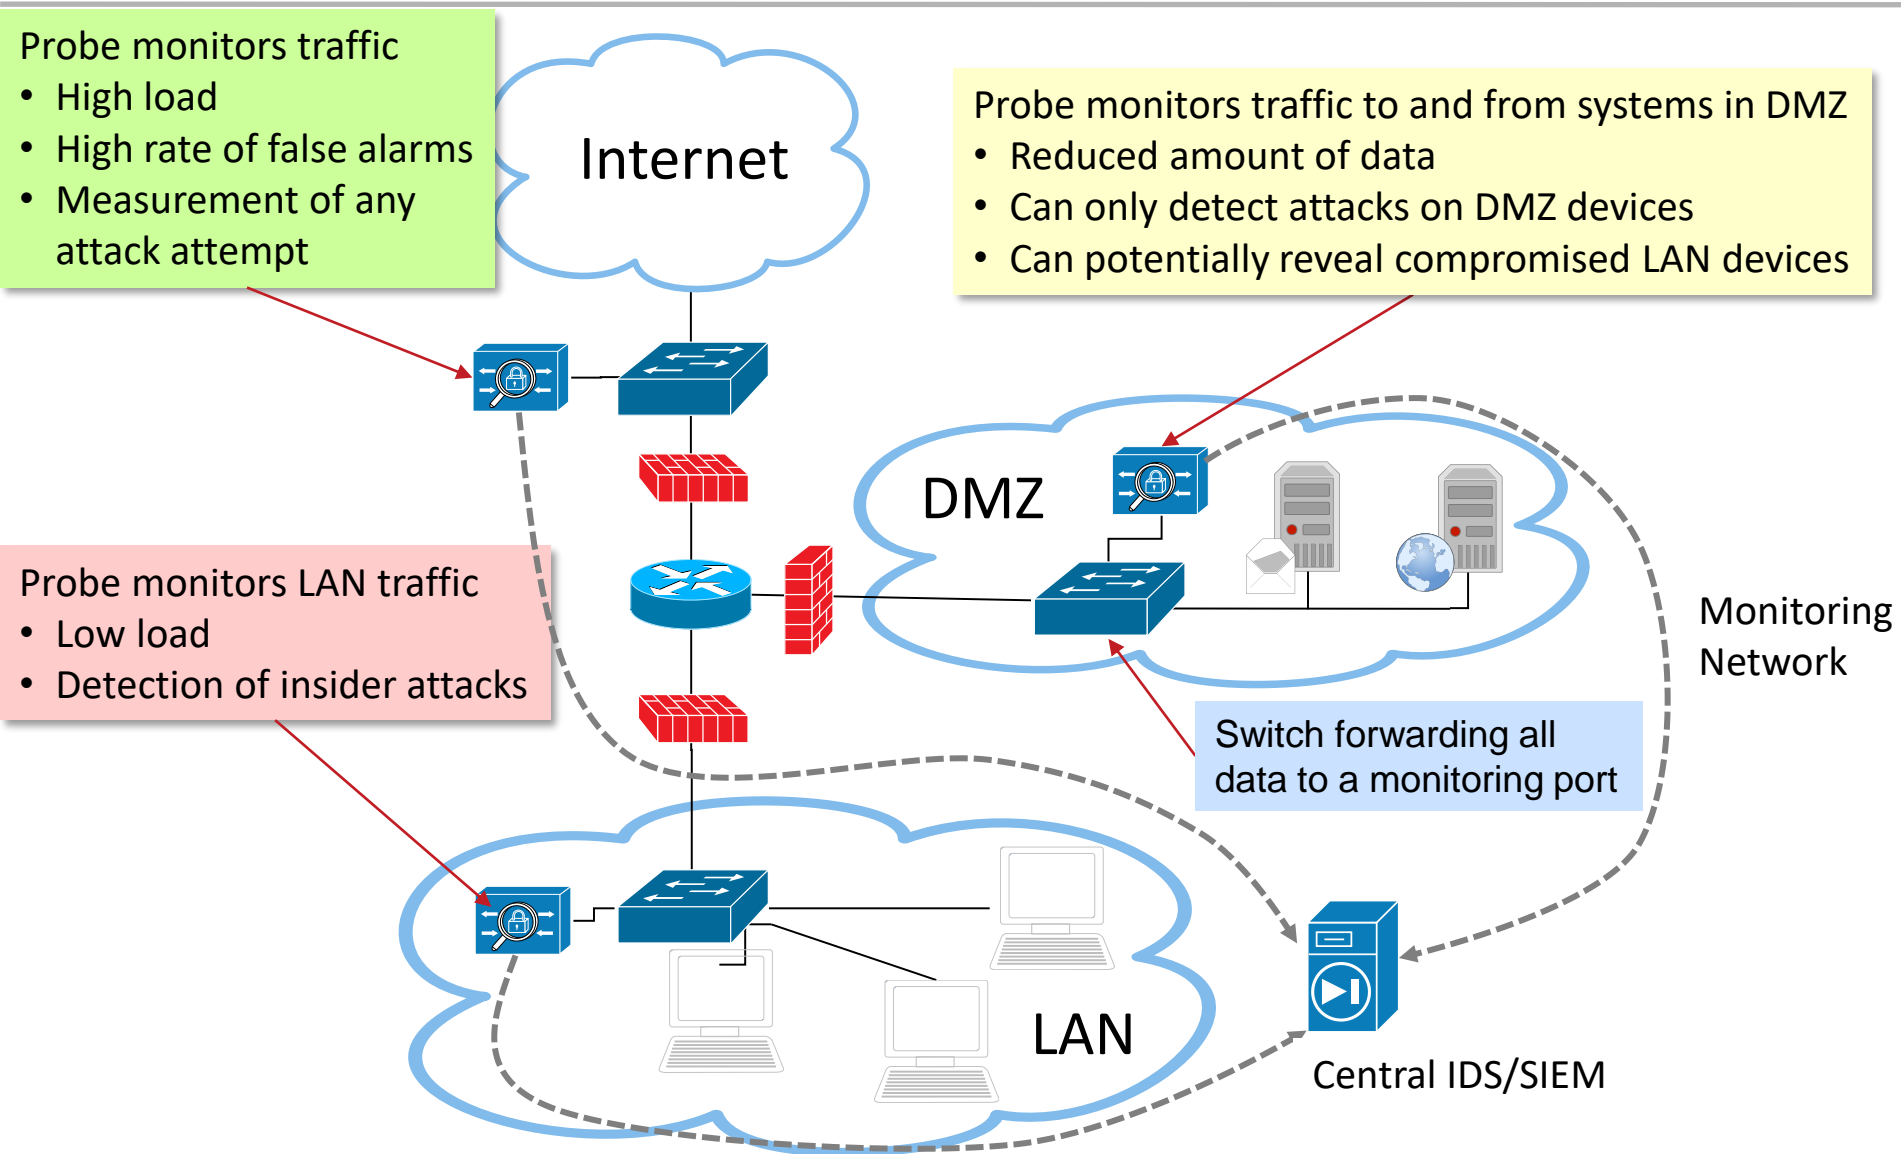 Probe monitors traffic
• High load
• High rate of false alarms
• Measurement of any
attack attempt
Internet
Probe monitors traffic to and from systems in DMZ
• Reduced amount of data
• Can only detect attacks on DMZ devices
• Can potentially reveal compromised LAN devices
DMZ
Probe monitors LAN traffic
• Low load
• Detection of insider attacks
Monitoring
Network
Switch forwarding all
data to a monitoring port
LAN
Central IDS/SIEM